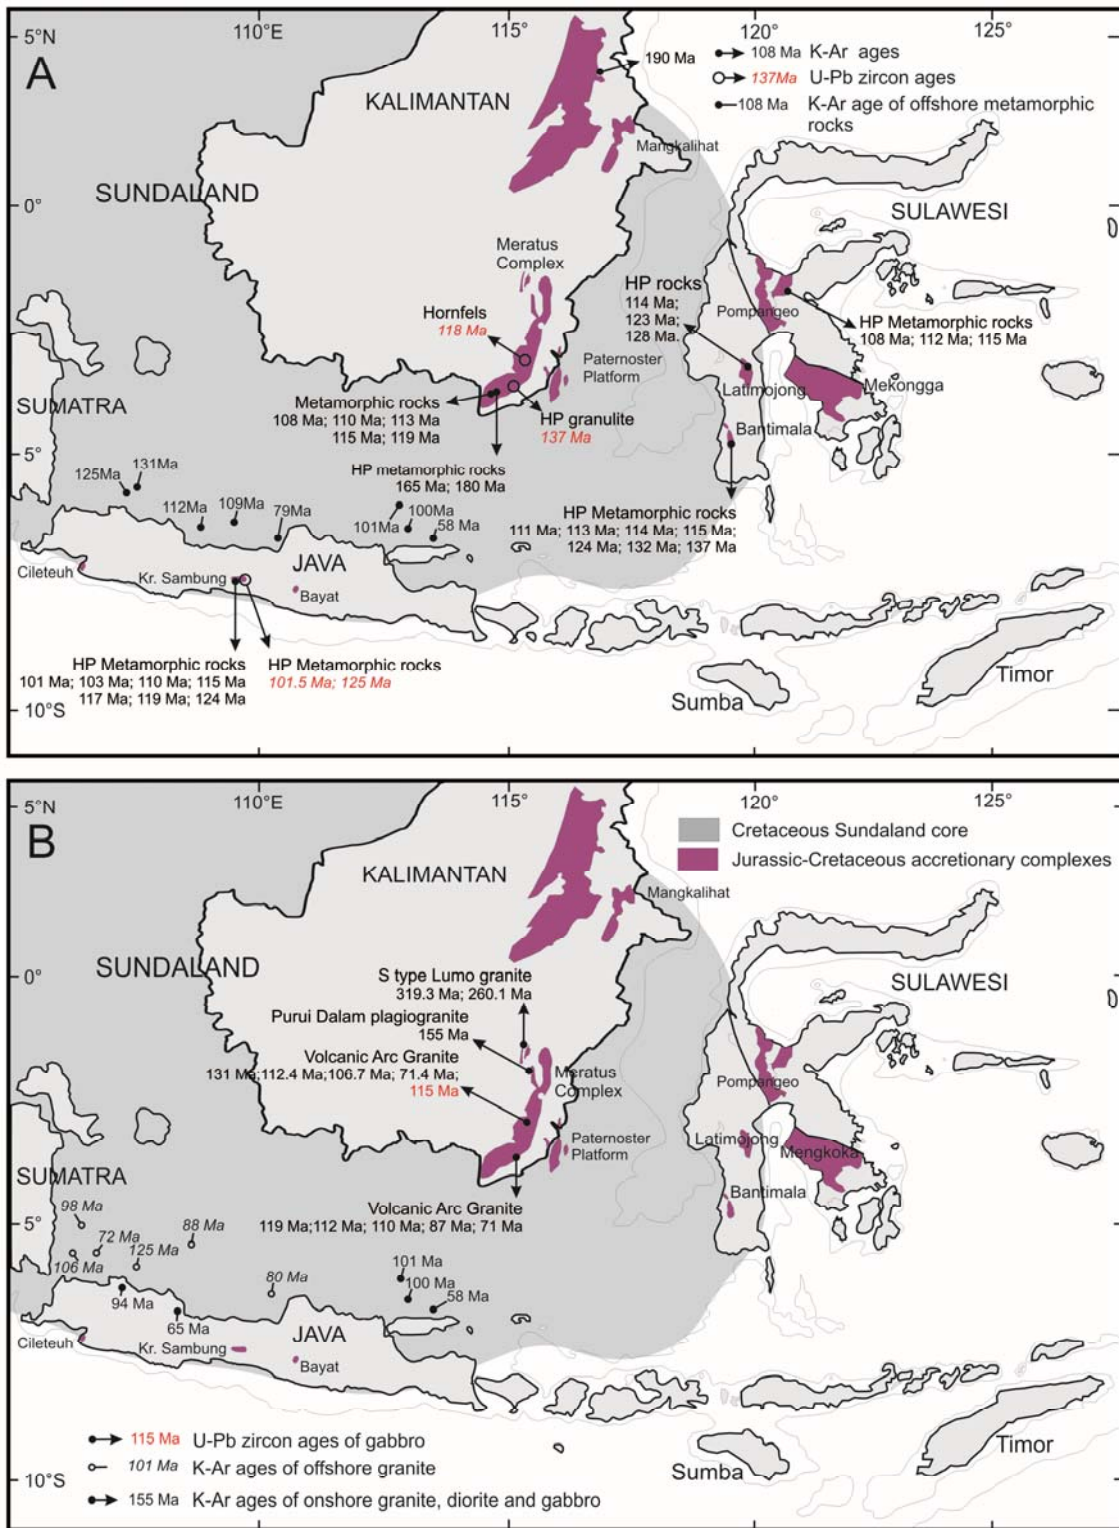 5°N
110°E
115°
120°
125°
A
108 Ma K-Ar ages
137Ma U-Pb zircon ages
108 Ma K-Ar age of offshore metamorphic
rocks
190 Ma
KALIMANTAN
Mangkalihat
SUNDALAND
0°
SULAWESI
Meratus
Complex
HP rocks
114 Ma;
123 Ma;
128 Ma.
Pompangeo
Hornfels
118 Ma
HP Metamorphic rocks
108 Ma; 112 Ma; 115 Ma
Paternoster
Platform
SUMATRA
Latimojong
Mekongga
Metamorphic rocks
108 Ma; 110 Ma; 113 Ma
115 Ma; 119 Ma
HP granulite
137 Ma
Bantimala
5°
125Ma
131Ma
HP metamorphic rocks
165 Ma; 180 Ma
112Ma
109Ma
79Ma
101Ma
100Ma
58 Ma
HP Metamorphic rocks
111 Ma; 113 Ma; 114 Ma; 115 Ma;
124 Ma; 132 Ma; 137 Ma
Cileteuh
Kr. Sambung
JAVA
Bayat
HP Metamorphic rocks
101 Ma; 103 Ma; 110 Ma; 115 Ma
117 Ma; 119 Ma; 124 Ma
HP Metamorphic rocks
101.5 Ma; 125 Ma
Sumba
Timor
10°S
5°N
110°E
115°
120°
125°
B
Cretaceous Sundaland core
Jurassic-Cretaceous accretionary complexes
KALIMANTAN
Mangkalihat
SUNDALAND
0°
S type Lumo granite
319.3 Ma; 260.1 Ma
SULAWESI
Purui Dalam plagiogranite
155 Ma
Volcanic Arc Granite
131 Ma;112.4 Ma;106.7 Ma; 71.4 Ma;
115 Ma
Meratus
Complex
Pompangeo
Paternoster
Platform
Latimojong
Mengkoka
SUMATRA
Bantimala
98 Ma
Volcanic Arc Granite
119 Ma;112 Ma; 110 Ma; 87 Ma; 71 Ma
5°
72 Ma
88 Ma
125 Ma
106 Ma
80 Ma
101 Ma
100 Ma
58 Ma
94 Ma
65 Ma
Cileteuh
Kr. Sambung
JAVA
Bayat
115 Ma U-Pb zircon ages of gabbro
101 Ma K-Ar ages of offshore granite
155 Ma K-Ar ages of onshore granite, diorite and gabbro
Sumba
Timor
10°S